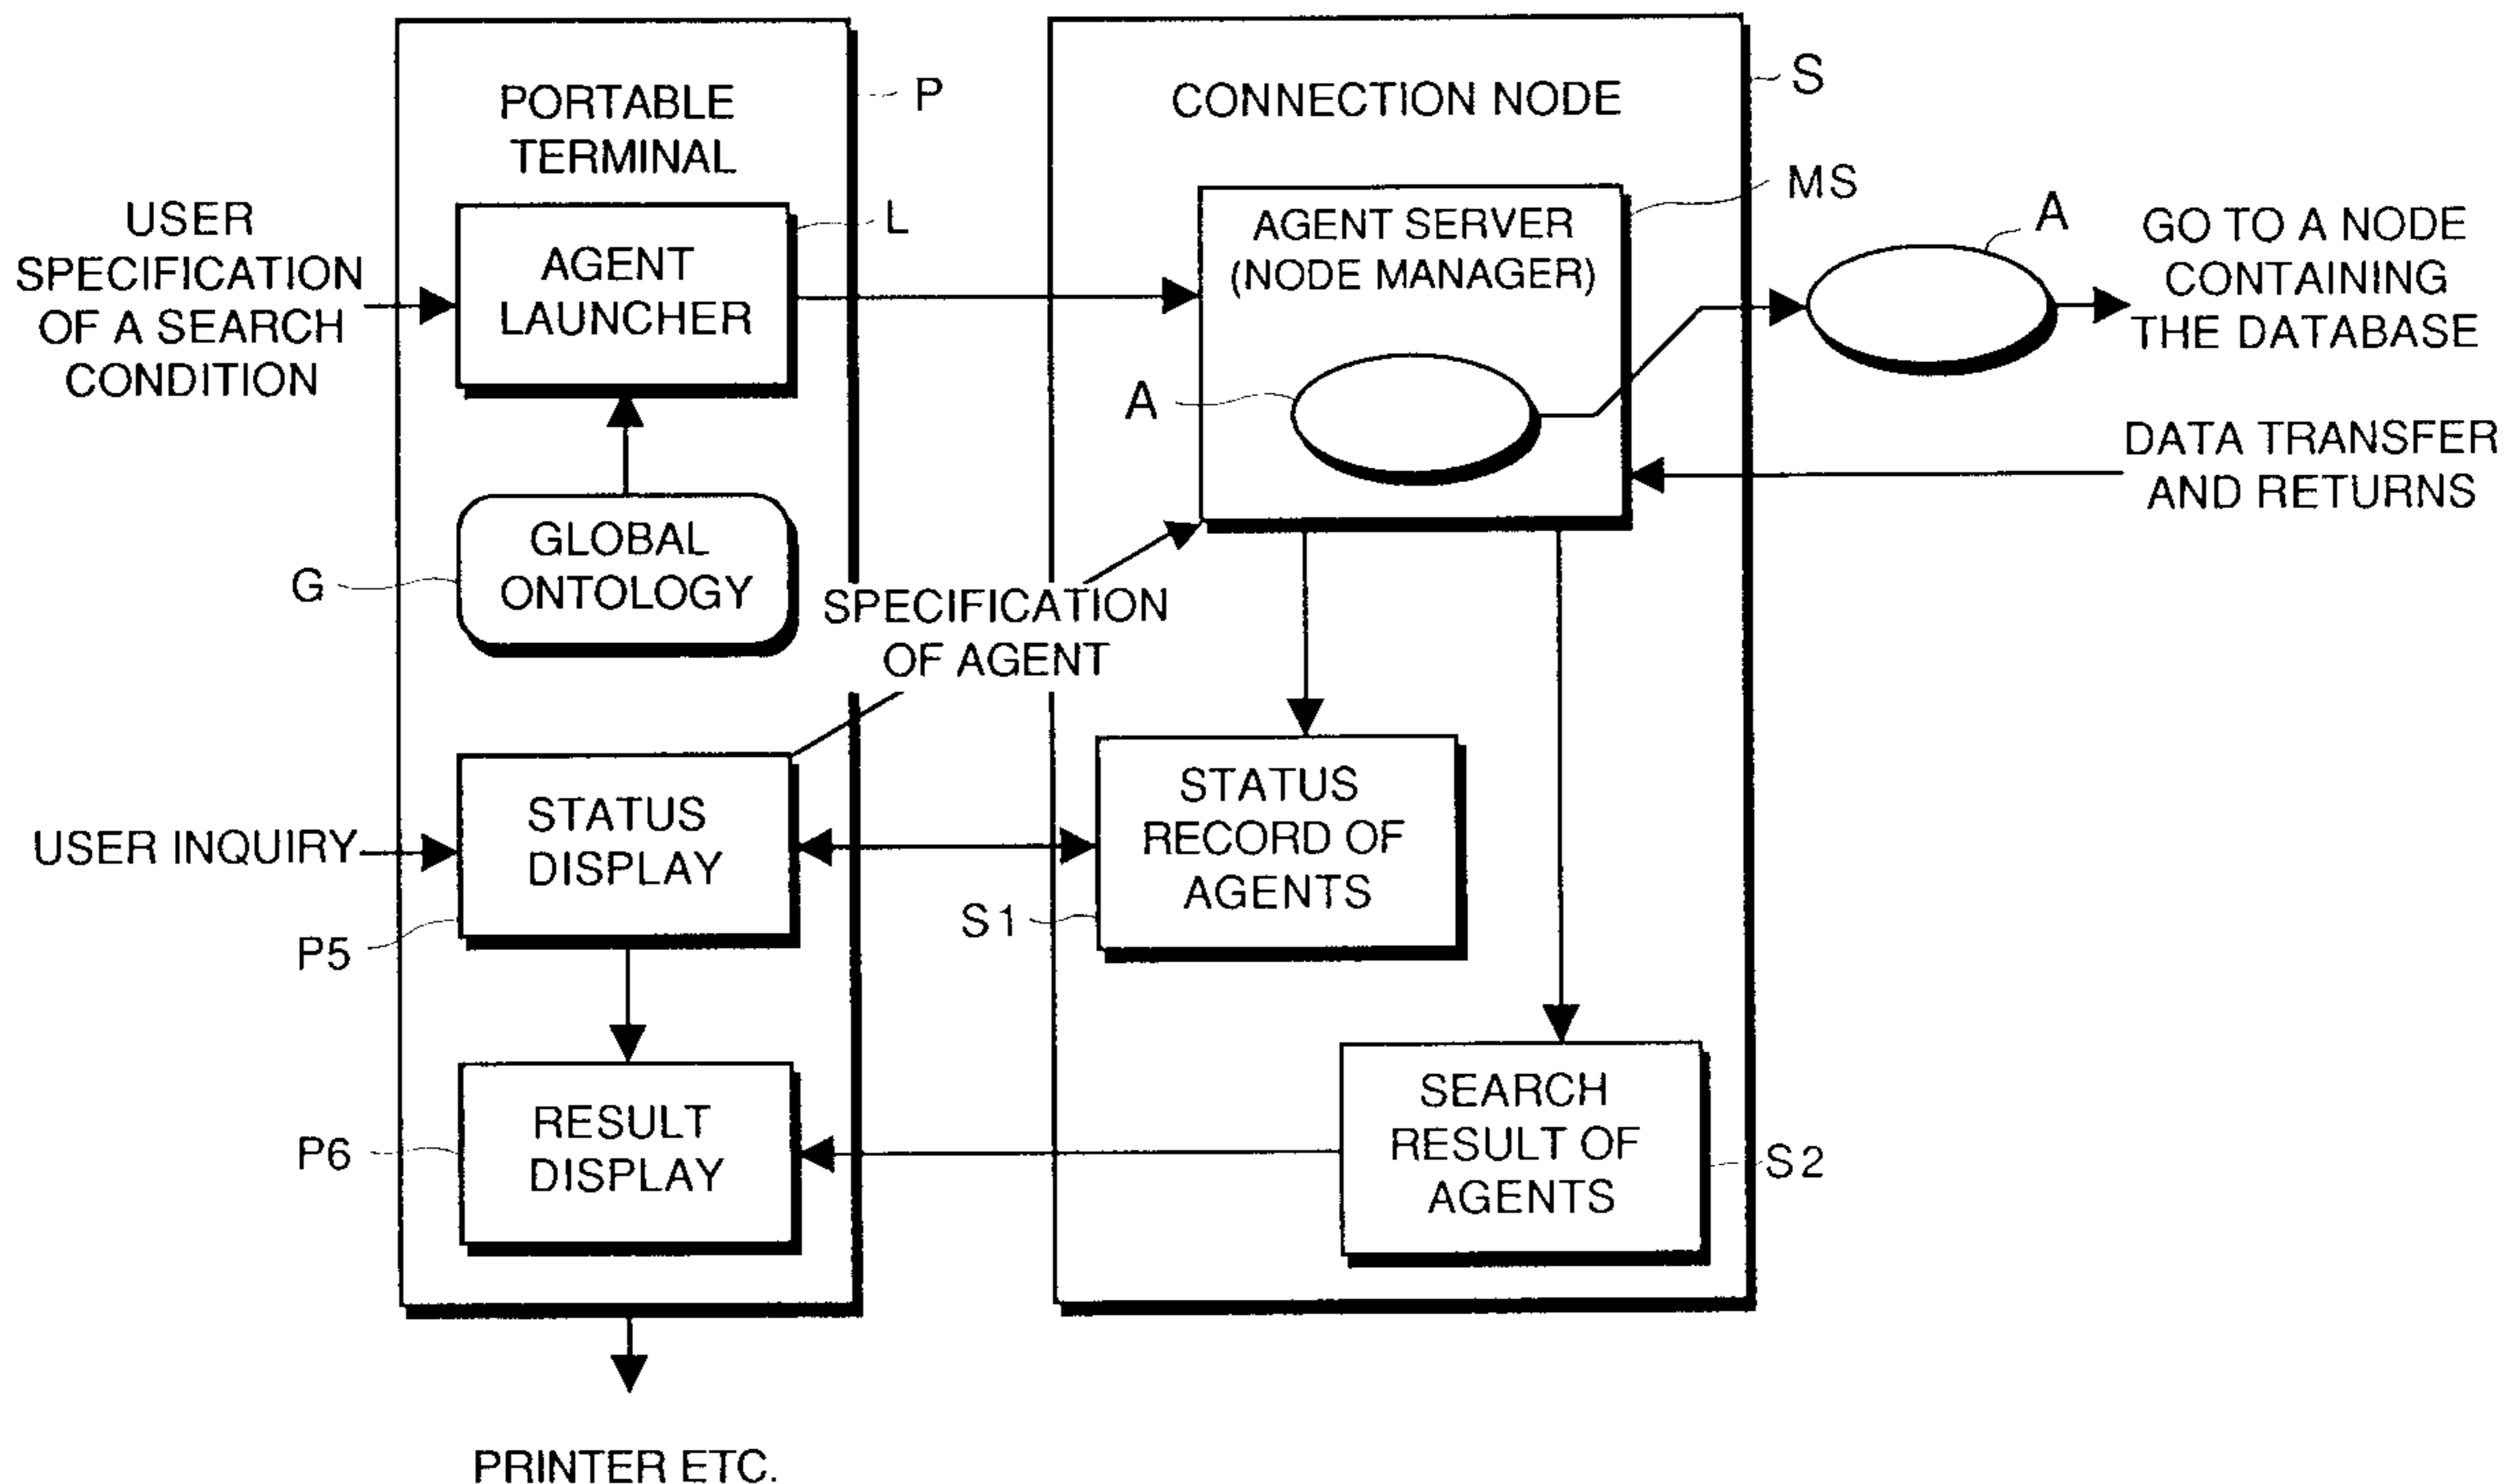 PORTABLE
TERMINAL
P
CONNECTION NODE
S
USER
SPECIFICATION
OF A SEARCH
CONDITION
AGENT
LAUNCHER
L
AGENT SERVER
(NODE MANAGER)
MS
A
A
GO TO A NODE
CONTAINING
THE DATABASE
DATA TRANSFER
AND RETURNS
GLOBAL
ONTOLOGY
G
SPECIFICATION
OF AGENT
USER INQUIRY
STATUS
DISPLAY
P5
STATUS
RECORD OF
AGENTS
S1
RESULT
DISPLAY
P6
SEARCH
RESULT OF
AGENTS
S2
PRINTER ETC.